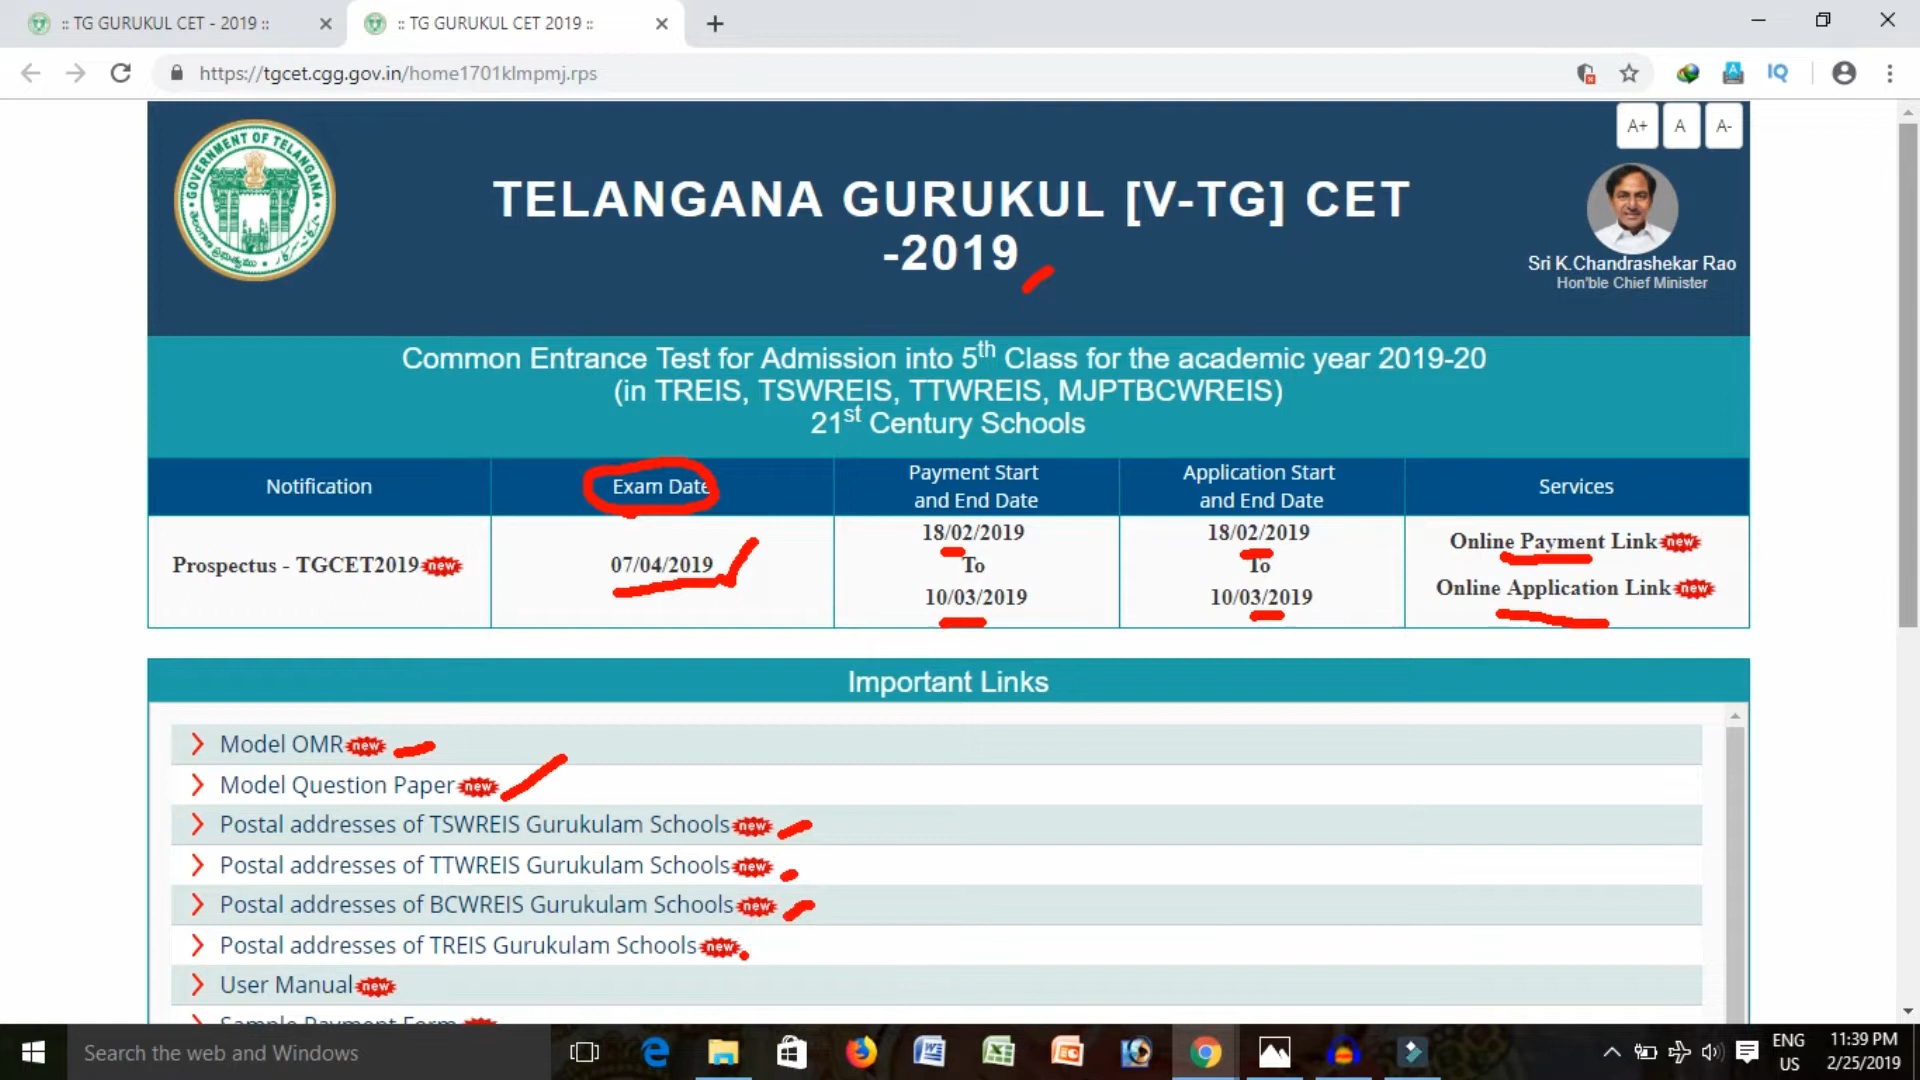 :: TG GURUKUL CET - 2019 ::
:: TG GURUKUL CET 2019 ::
https://tgcet.cgg.gov.in/home1701klmpmj.rps
IQ
A+ A A-
GOVERNMENT OF TELANGANA
TELANGANA GURUKUL [V-TG] CET
-2019
Sri K.Chandrashekar Rao
Hon'ble Chief Minister
Common Entrance Test for Admission into 5th Class for the academic year 2019-20
(in TREIS, TSWREIS, TTWREIS, MJPTBCWREIS)
21st Century Schools
Notification
Exam Date
Payment Start
and End Date
Application Start
and End Date
Services
Prospectus - TGCET2019 new
07/04/2019
18/02/2019
To
10/03/2019
18/02/2019
To
10/03/2019
Online Payment Link new
Online Application Link new
Important Links
Model OMR new
Model Question Paper new
Postal addresses of TSWREIS Gurukulam Schools new
Postal addresses of TTWREIS Gurukulam Schools new
Postal addresses of BCWREIS Gurukulam Schools new
Postal addresses of TREIS Gurukulam Schools new
User Manual new
Sample Payment Form
Search the web and Windows
ENG
US
11:39 PM
2/25/2019